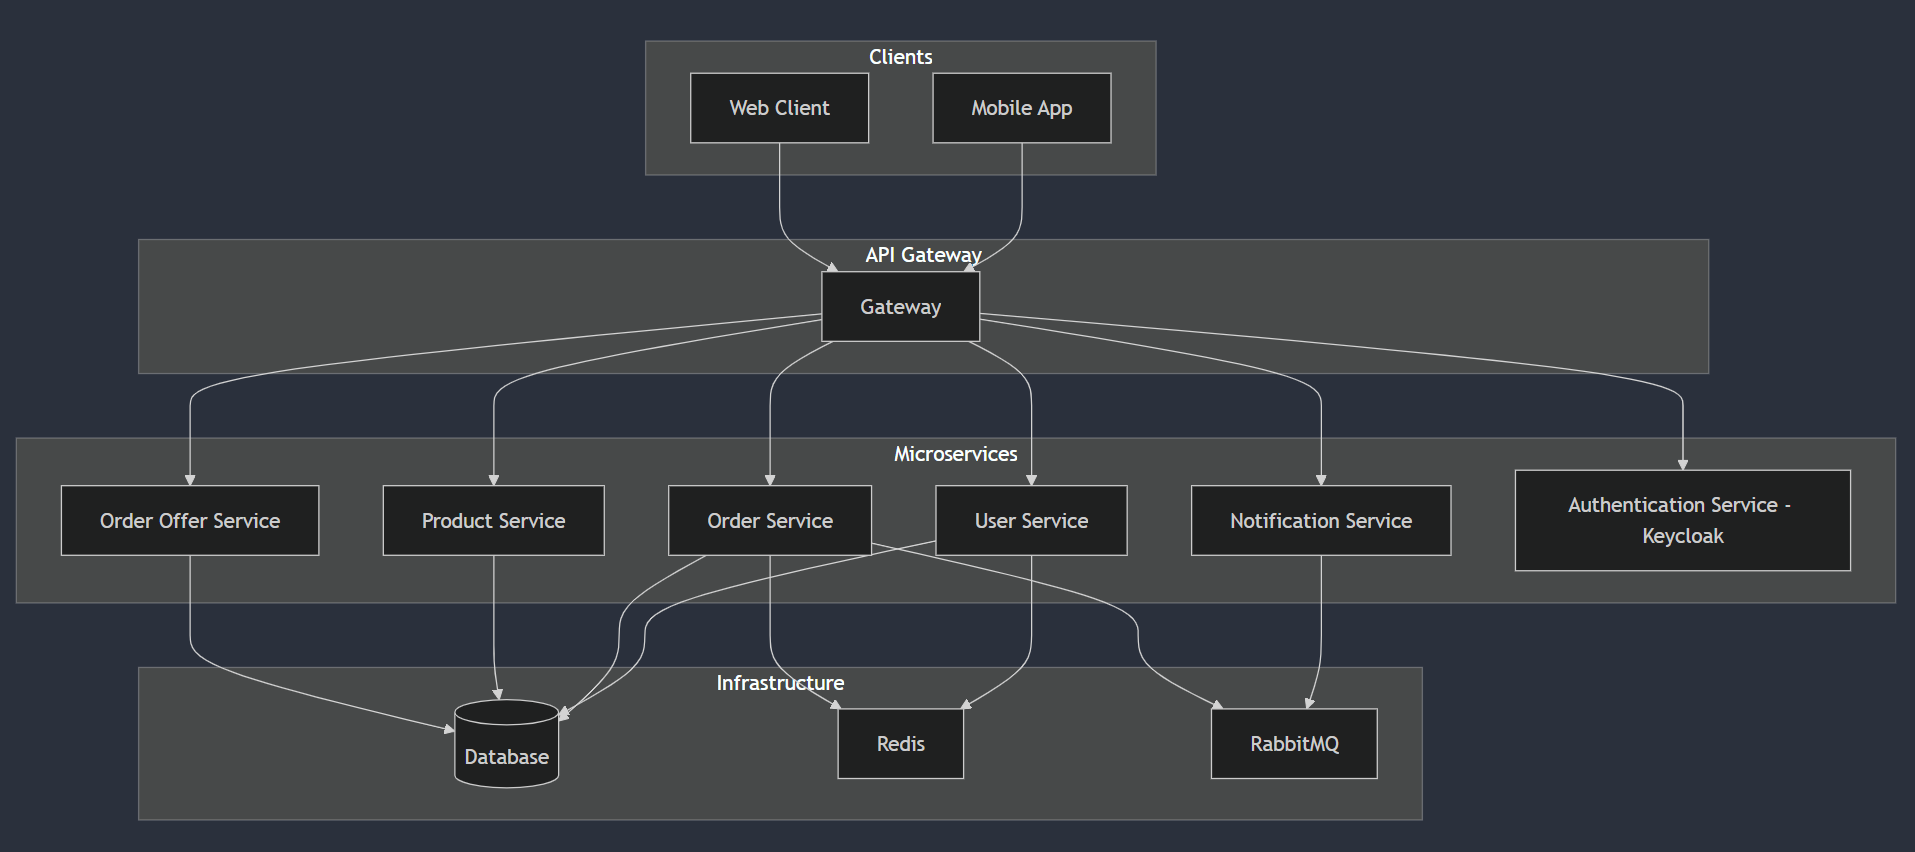 Clients
Web Client
Mobile App
API Gateway
Gateway
Microservices
Order Offer Service
Product Service
Order Service
User Service
Notification Service
Authentication Service -
Keycloak
Infrastructure
Database
Redis
RabbitMQ